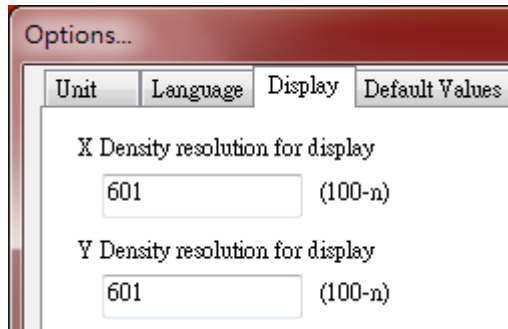 Options...
Unit Language Display Default Values
X Density resolution for display
601 (100-n)
Y Density resolution for display
601 (100-n)